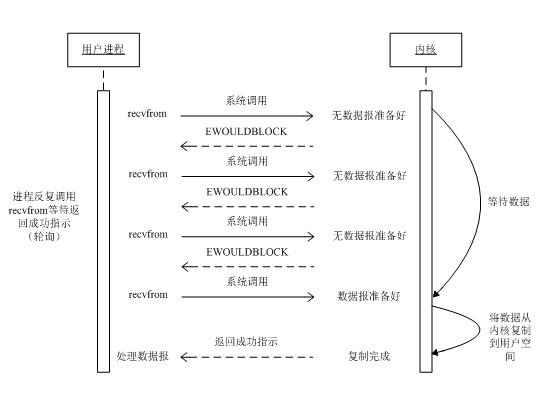 用户进程
内核
系统调用
recvfrom
无数据报准备好
EWOULDBLOCK
系统调用
recvfrom
无数据报准备好
EWOULDBLOCK
进程反复调用
recvfrom等待返
回成功指示
（轮询）
等待数据
系统调用
recvfrom
无数据报准备好
EWOULDBLOCK
系统调用
recvfrom
数据报准备好
将数据从
内核复制
到用户空
间
返回成功指示
处理数据报
复制完成